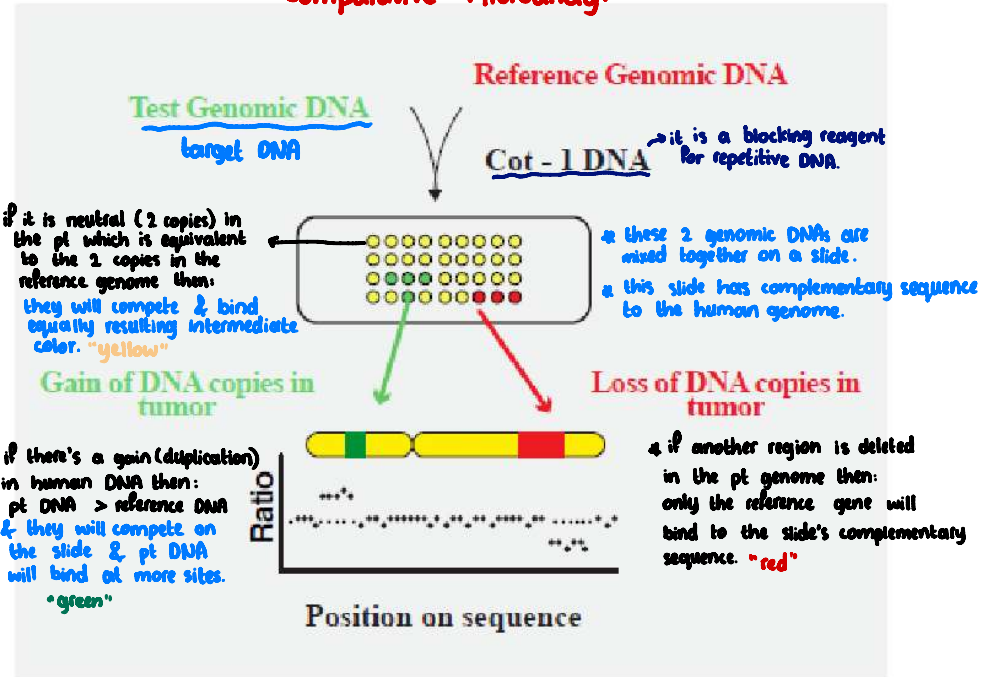 Comparative Microarray
Reference Genomic DNA
Test Genomic DNA
target DNA
Cot - 1 DNA
it is a blocking reagent
for repetitive DNA.
if it is neutral (2 copies) in
the pt which is equivalent
to the 2 copies in the
reference genome then:
they will compete & bind
equally resulting intermediate
color. "yellow"
* these 2 genomic DNAs are
mixed together on a slide.
* this slide has complementary sequence
to the human genome.
Gain of DNA copies in
tumor
Loss of DNA copies in
tumor
if there's a gain (duplication)
in human DNA then:
pt DNA > reference DNA
& they will compete on
the slide & pt DNA
will bind at more sites.
"green"
* if another region is deleted
in the pt genome then:
only the reference gene will
bind to the slide's complementary
sequence. "red"
Ratio
Position on sequence